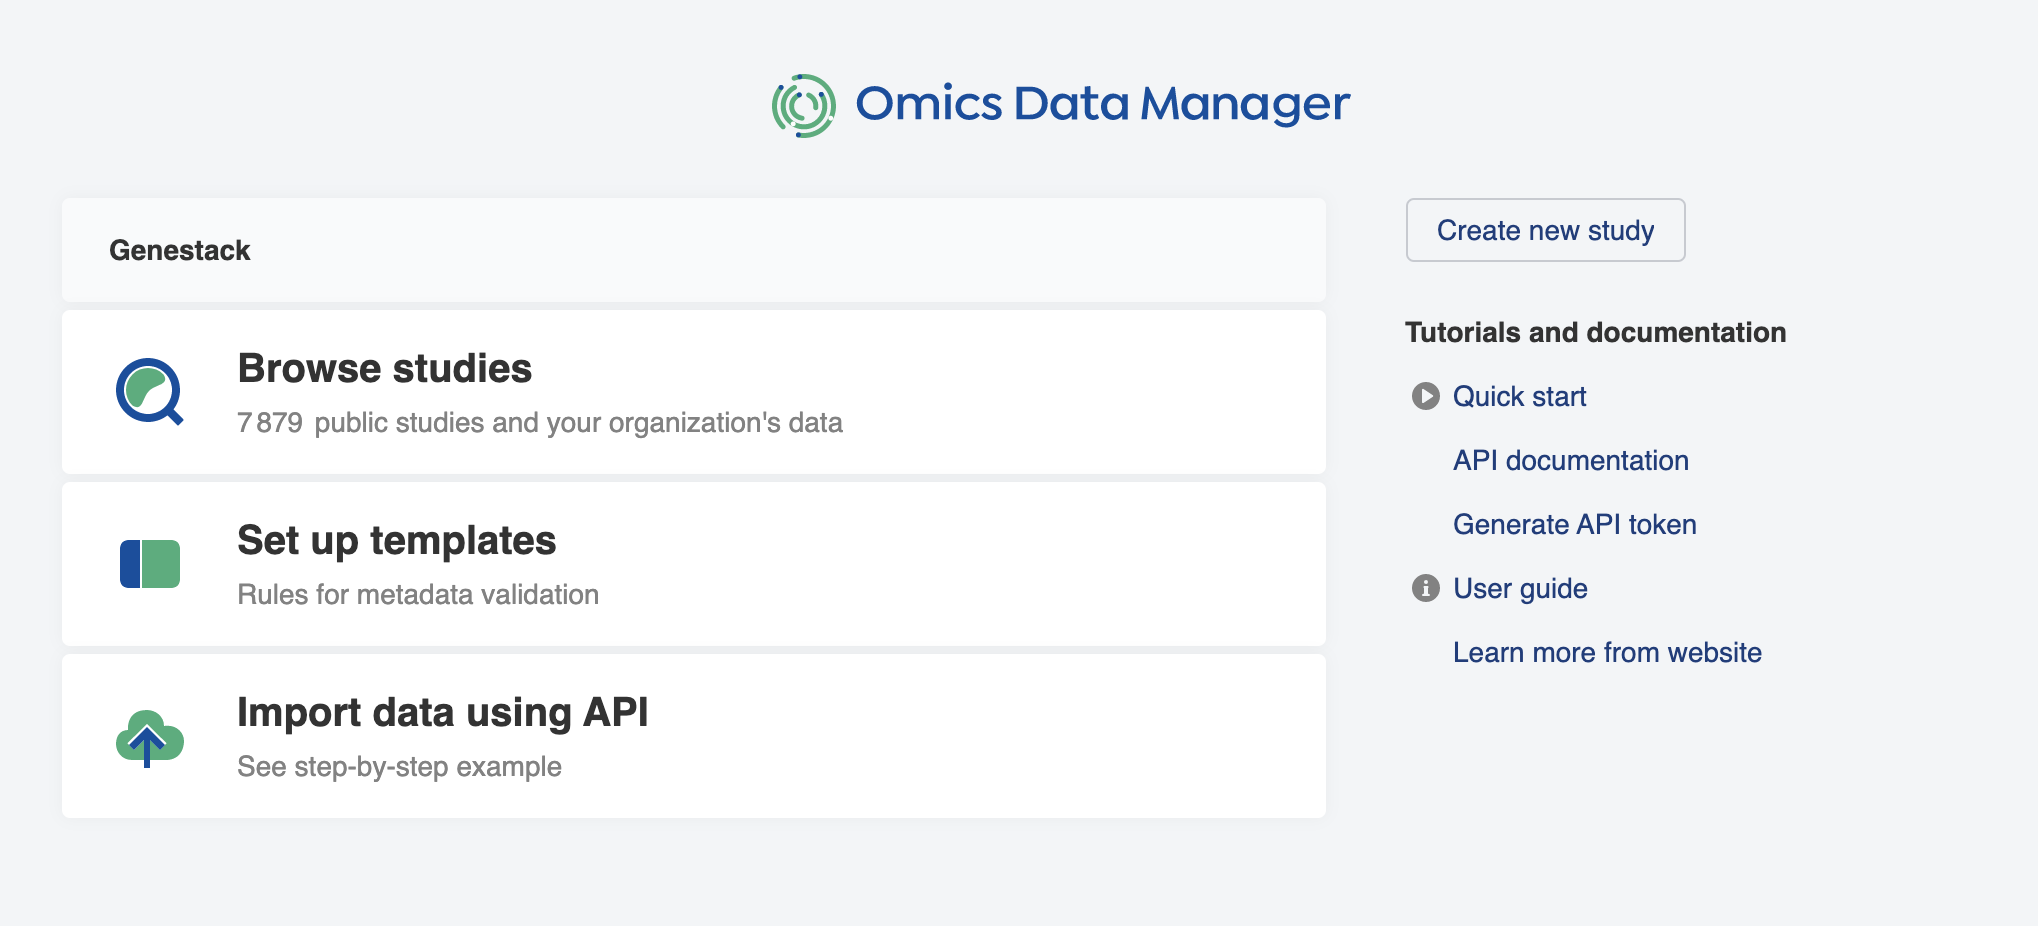 Omics Data Manager
Genestack
Browse studies
7 879 public studies and your organization's data
Set up templates
Rules for metadata validation
Import data using API
See step-by-step example
Create new study
Tutorials and documentation
Quick start
API documentation
Generate API token
User guide
Learn more from website